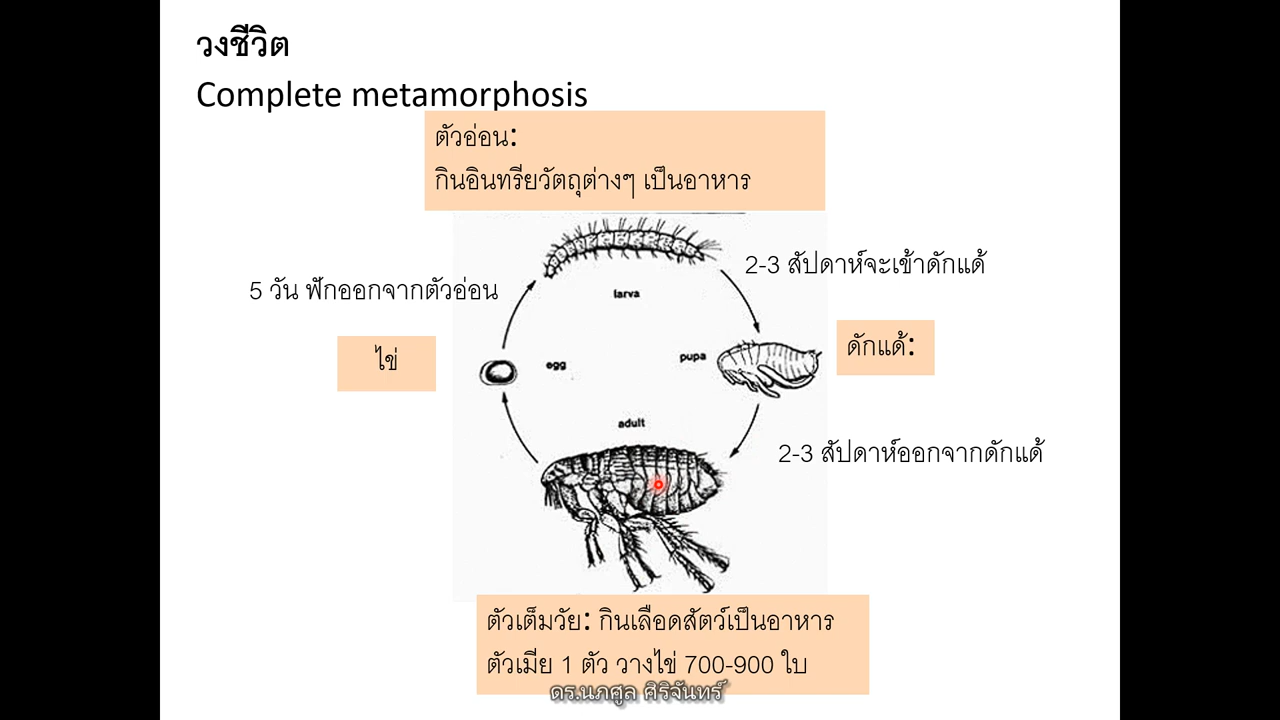 วงชีวิต
Complete metamorphosis
ตัวอ่อน:
กินอินทรียวัตถุต่างๆ เป็นอาหาร
2-3 สัปดาห์จะเข้าดักแด้
5 วัน ฟักออกจากตัวอ่อน
larva
ไข่
egg
pupa
ดักแด้:
adult
2-3 สัปดาห์ออกจากดักแด้
ตัวเต็มวัย: กินเลือดสัตว์เป็นอาหาร
ตัวเมีย 1 ตัว วางไข่ 700-900 ใบ
ดร.นภศูล ศิริจันทร์